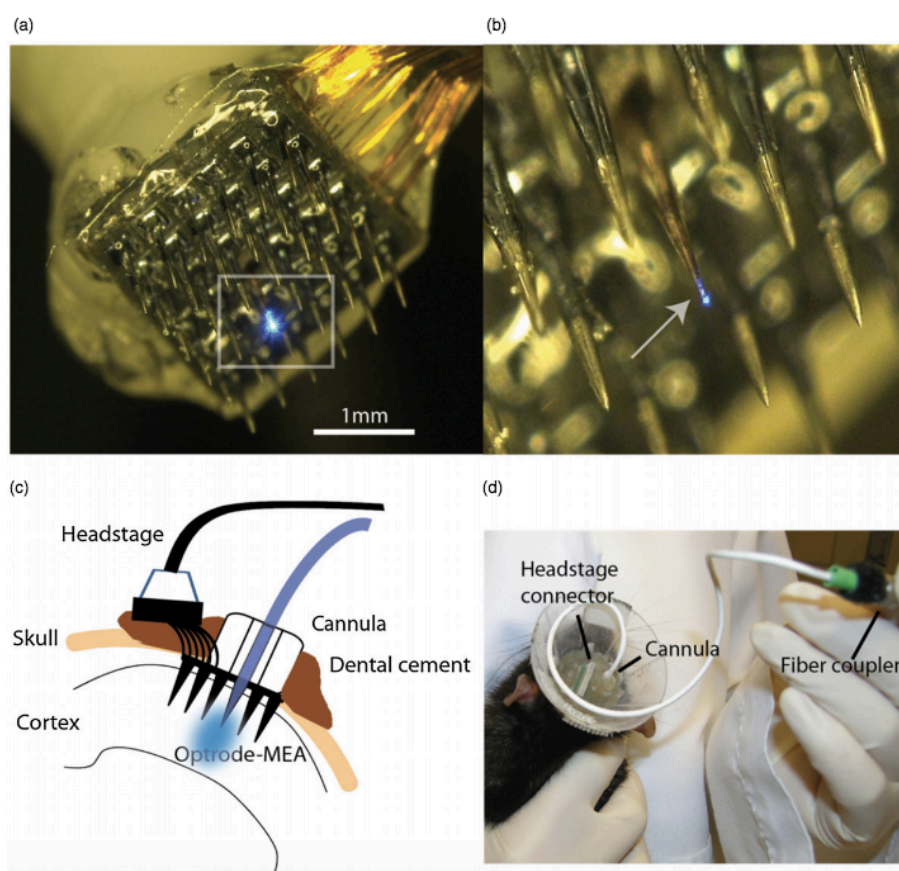 (a)
(b)
1mm
(c)
Headstage
Skull
Cannula
Dental cement
Cortex
Optrode-MEA
(d)
Headstage
connector
Cannula
Fiber coupler